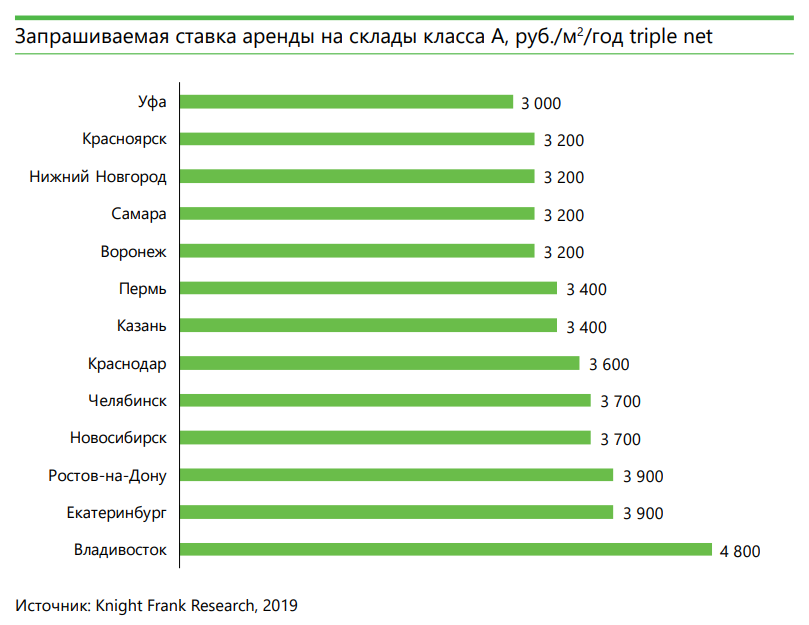 Запрашиваемая ставка аренды на склады класса А, руб./м²/год triple net
Уфа 3 000
Красноярск 3 200
Нижний Новгород 3 200
Самара 3 200
Воронеж 3 200
Пермь 3 400
Казань 3 400
Краснодар 3 600
Челябинск 3 700
Новосибирск 3 700
Ростов-на-Дону 3 900
Екатеринбург 3 900
Владивосток 4 800
Источник: Knight Frank Research, 2019